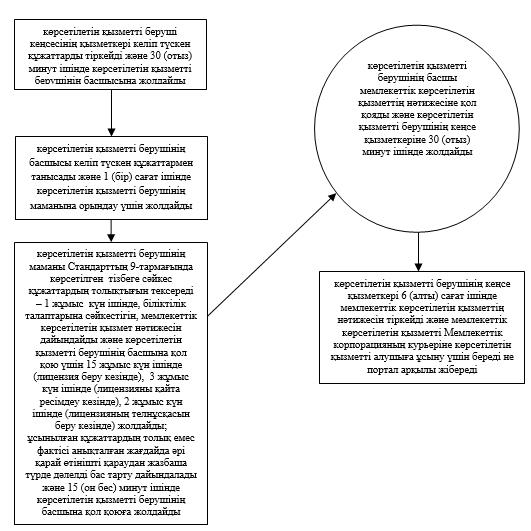 көрсетілетін қызметті беруші
кеңсесінің қызметкері келіп түскен
құжаттарды тіркейді және 30 (отыз)
минут ішінде көрсетілетін қызметті
берушінің басшысына жолдайды
көрсетілетін қызметті берушінің
басшысы келіп түскен құжаттармен
танысады және 1 (бір) сағат ішінде
көрсетілетін қызметті берушінің
маманына орындау үшін жолдайды
көрсетілетін қызметті берушінің
маманы Стандарттың 9-тармағында
көрсетілген тізбеге сәйкес
құжаттардың толықтығын тексереді
– 1 жұмыс күн ішінде, біліктілік
талаптарына сәйкестігін, мемлекеттік
көрсетілетін қызмет нәтижесін
дайындайды және көрсетілетін
қызметті берушінің басшына қол
қою үшін 15 жұмыс күн ішінде
(лицензия беру кезінде), 3 жұмыс
күн ішінде (лицензияны қайта
ресімдеу кезінде), 2 жұмыс күн
ішінде (лицензияның телнұсқасын
беру кезінде) жолдайды;
ұсынылған құжаттардың толық емес
фактісі анықталған жағдайда әрі
қарай өтінішті қараудан жазбаша
түрде дәлелді бас тарту дайындалады
және 15 (он бес) минут ішінде
көрсетілетін қызметті берушінің
басшына қол қоюға жолдайды
көрсетілетін қызметті
берушінің басшы
мемлекеттік көрсетілетін
қызметтің нәтижесіне қол
қояды және көрсетілетін
қызметті берушінің кеңсе
қызметкеріне 30 (отыз)
минут ішінде жолдайды
көрсетілетін қызметті берушінің кеңсе
қызметкері 6 (алты) сағат ішінде
мемлекеттік көрсетілетін қызметтің
нәтижесін тіркейді және мемлекеттік
көрсетілетін қызметті Мемлекеттік
корпорацияның курьеріне көрсетілетін
қызметті алушыға ұсыну үшін береді не
портал арқылы жібереді